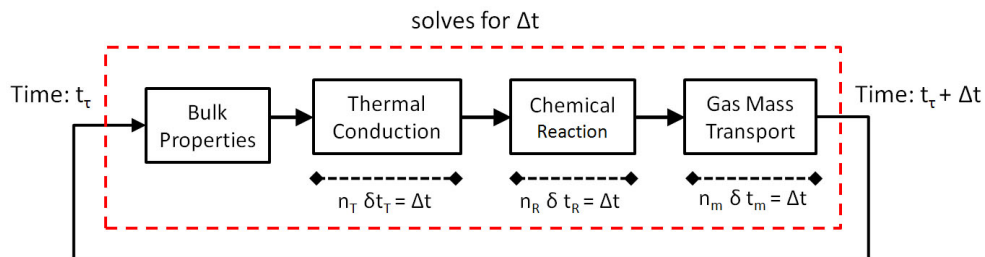 solves for Δt
Time: tτ
Bulk
Properties
Thermal
Conduction
Chemical
Reaction
Gas Mass
Transport
Time: tτ + Δt
nT δtT = Δt
nR δ tR = Δt
nm δ tm = Δt